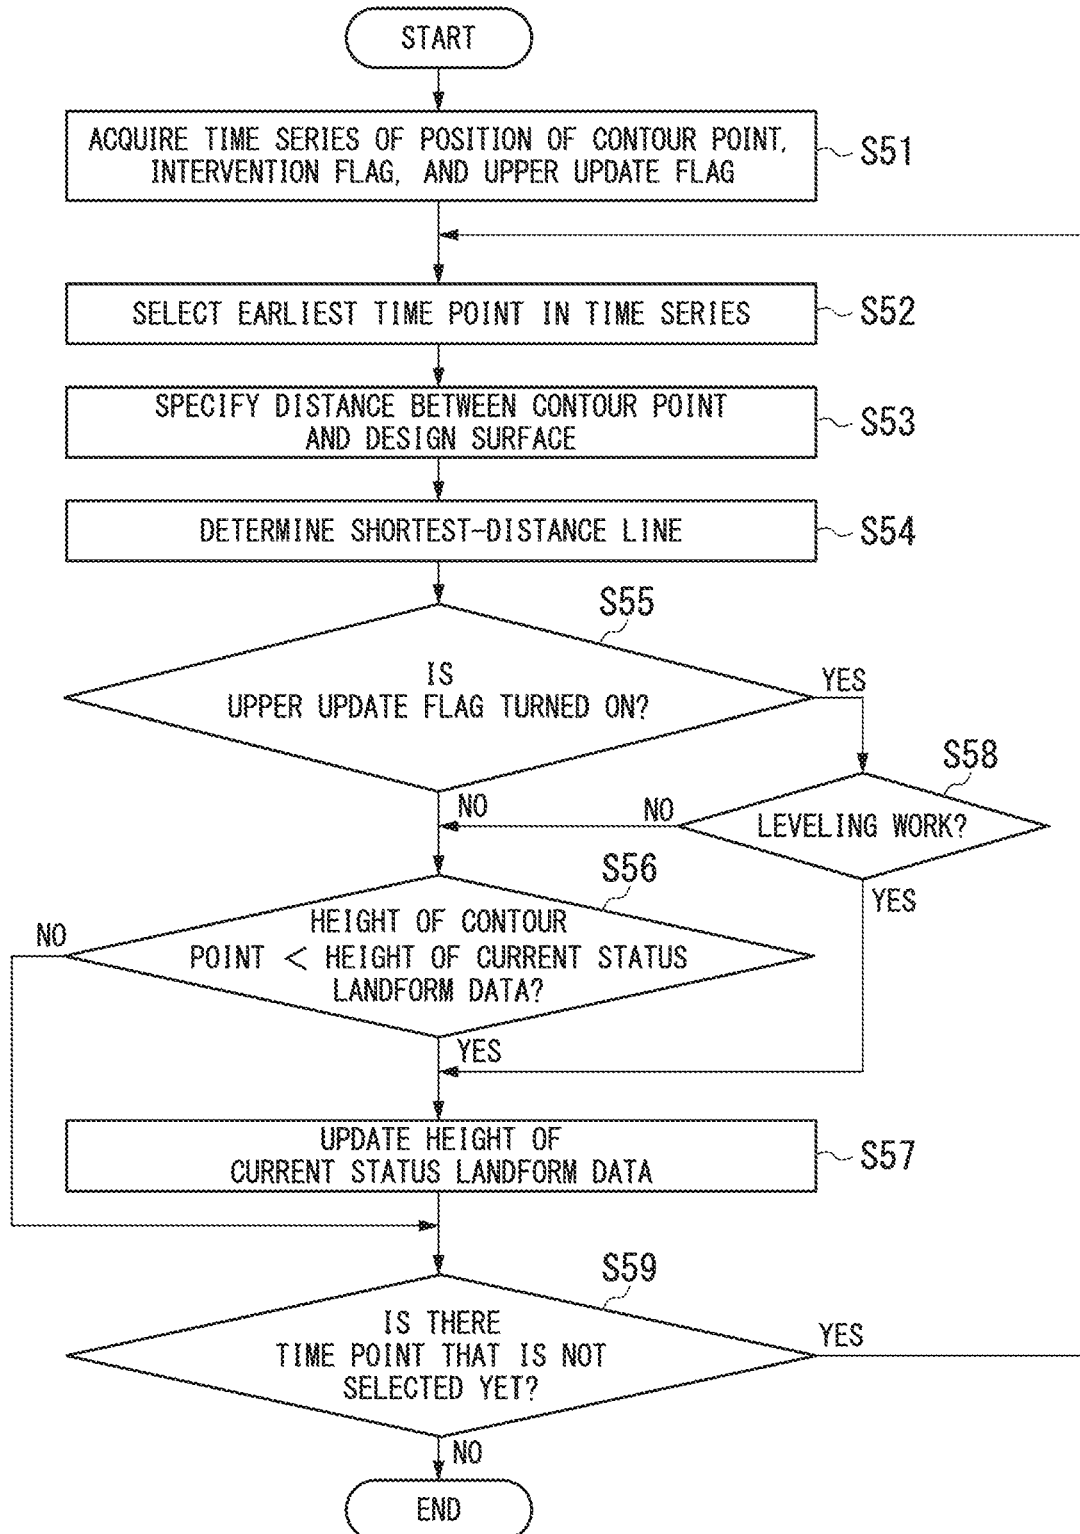 START
ACQUIRE TIME SERIES OF POSITION OF CONTOUR POINT,
INTERVENTION FLAG, AND UPPER UPDATE FLAG
S51
SELECT EARLIEST TIME POINT IN TIME SERIES
S52
SPECIFY DISTANCE BETWEEN CONTOUR POINT
AND DESIGN SURFACE
S53
DETERMINE SHORTEST-DISTANCE LINE
S54
S55
IS
UPPER UPDATE FLAG TURNED ON?
YES
NO
S58
LEVELING WORK?
NO
YES
S56
HEIGHT OF CONTOUR
POINT < HEIGHT OF CURRENT STATUS
LANDFORM DATA?
NO
YES
UPDATE HEIGHT OF
CURRENT STATUS LANDFORM DATA
S57
S59
IS THERE
TIME POINT THAT IS NOT
SELECTED YET?
YES
NO
END